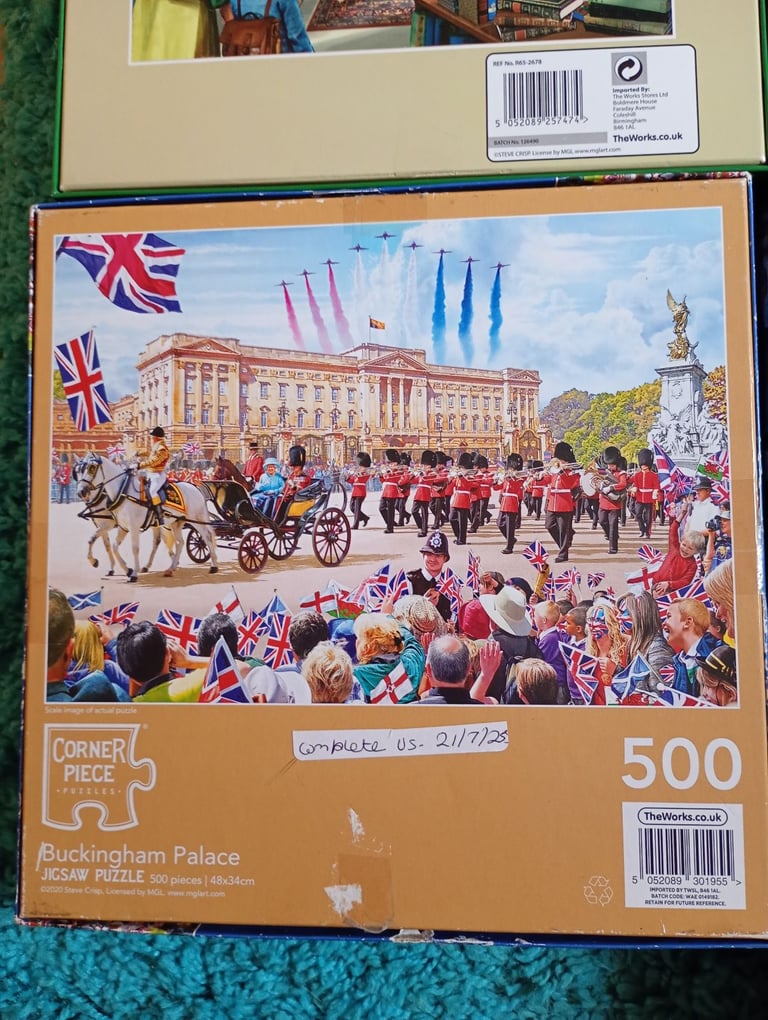 REF No. R65-2678
5 052089 257474 >
BATCH No: 126490
©STEVE CRISP. License by MGL www.mglart.com
Imported By:
The Works Stores Ltd
Boldmere House
Faraday Avenue
Coleshill
Birmingham
B46 1AL
TheWorks.co.uk
Scale image of actual puzzle.
CORNER
PIECE
• PUZZLES •
Complete US- 21/7/25
500
Buckingham Palace
JIGSAW PUZZLE 500 pieces | 48x34cm
©2020 Steve Crisp, Licensed by MGL. www.mglart.com
TheWorks.co.uk
5 052089 301955 >
IMPORTED BY TWSL, B46 1AL.
BATCH CODE: WAE 0149182.
RETAIN FOR FUTURE REFERENCE.